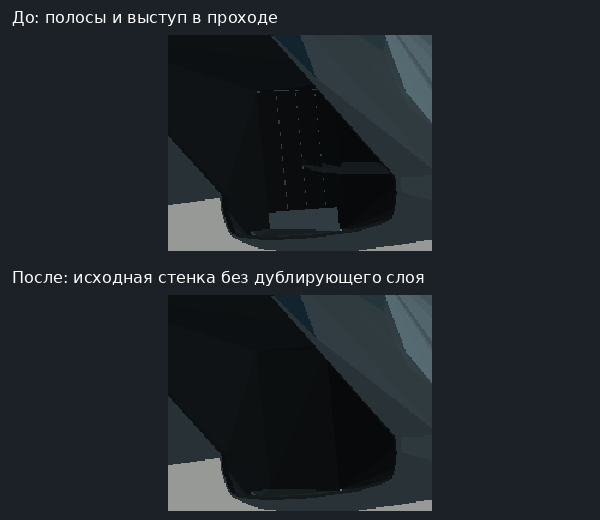 До: полосы и выступ в проходе
После: исходная стенка без дублирующего слоя